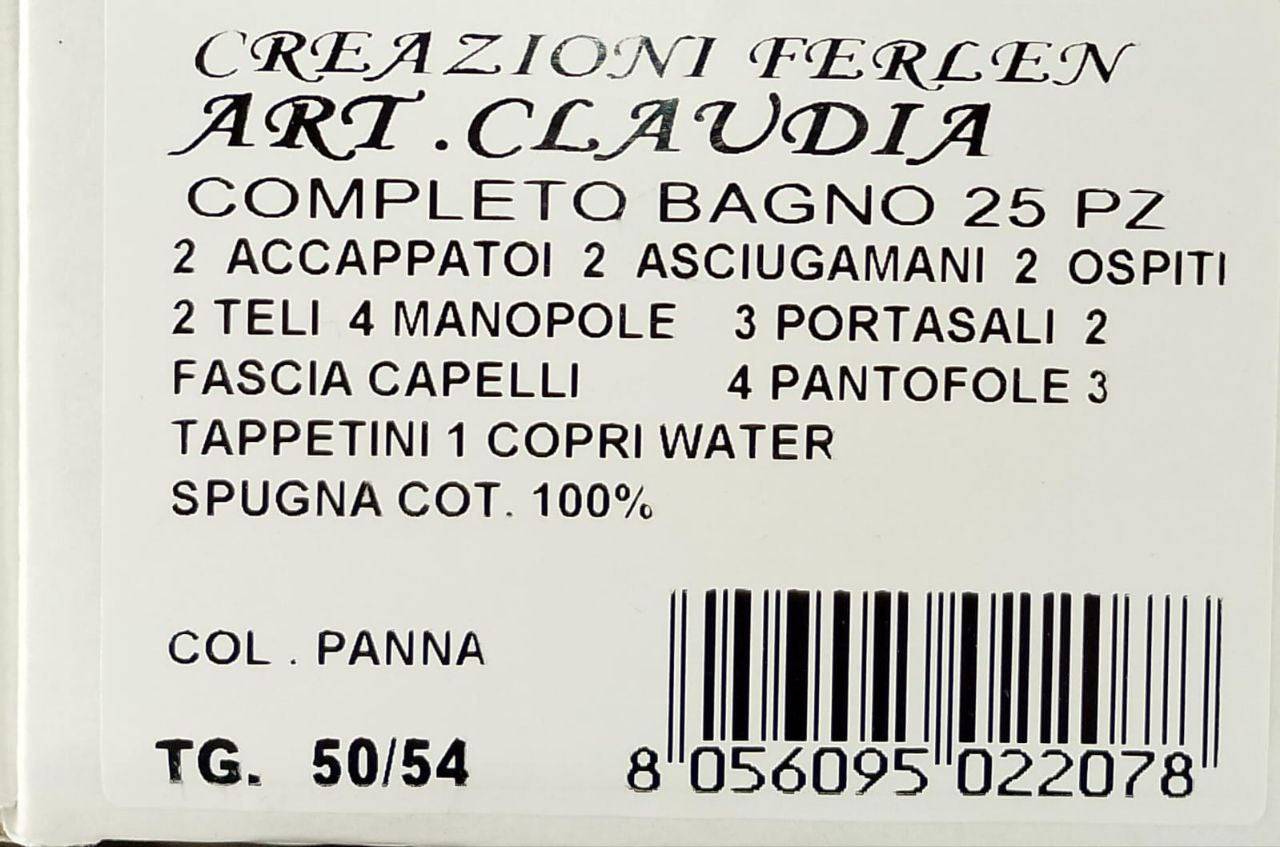 CREAZIONI FERLEN
ART.CLAUDIA
COMPLETO BAGNO 25 PZ
2 ACCAPPATOI 2 ASCIUGAMANI 2 OSPITI
2 TELI 4 MANOPOLE 3 PORTASALI 2
FASCIA CAPELLI 4 PANTOFOLE 3
TAPPETINI 1 COPRI WATER
SPUGNA COT. 100%
COL . PANNA
TG. 50/54
8 056095 022078